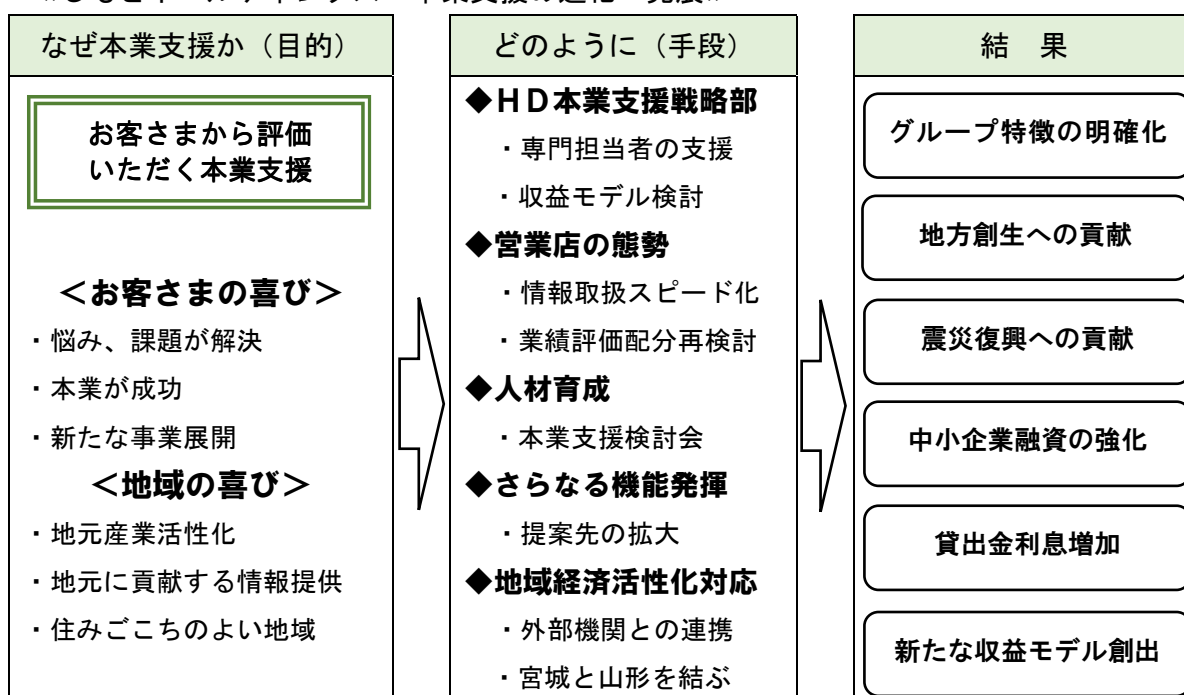 なぜ本業支援か（目的）
お客さまから評価
いただく本業支援
＜お客さまの喜び＞
・悩み、課題が解決
・本業が成功
・新たな事業展開
＜地域の喜び＞
・地元産業活性化
・地元に貢献する情報提供
・住みごこちのよい地域
どのように（手段）
◆ＨＤ本業支援戦略部
・専門担当者の支援
・収益モデル検討
◆営業店の態勢
・情報取扱スピード化
・業績評価配分再検討
◆人材育成
・本業支援検討会
◆さらなる機能発揮
・提案先の拡大
◆地域経済活性化対応
・外部機関との連携
・宮城と山形を結ぶ
結　果
グループ特徴の明確化
地方創生への貢献
震災復興への貢献
中小企業融資の強化
貸出金利息増加
新たな収益モデル創出